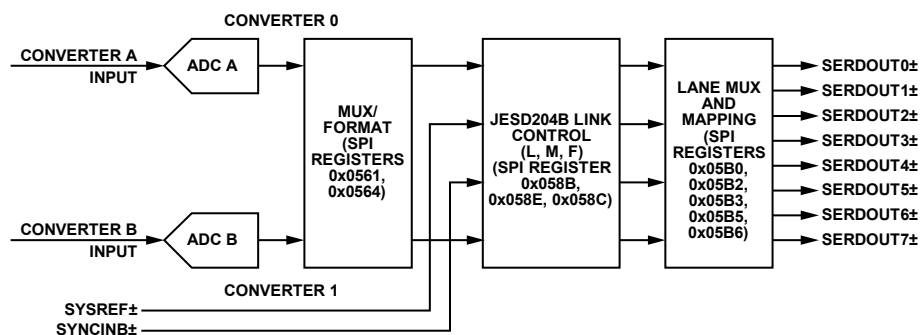 CONVERTER 0
CONVERTER A
INPUT
ADC A
MUX/
FORMAT
(SPI
REGISTERS
0x0561,
0x0564)
JESD204B LINK
CONTROL
(L, M, F)
(SPI REGISTER
0x058B,
0x058E, 0x058C)
LANE MUX
AND
MAPPING
(SPI
REGISTERS
0x05B0,
0x05B2,
0x05B3,
0x05B5,
0x05B6)
SERDOUT0±
SERDOUT1±
SERDOUT2±
SERDOUT3±
SERDOUT4±
SERDOUT5±
SERDOUT6±
SERDOUT7±
CONVERTER B
INPUT
ADC B
CONVERTER 1
SYSREF±
SYNCINB±